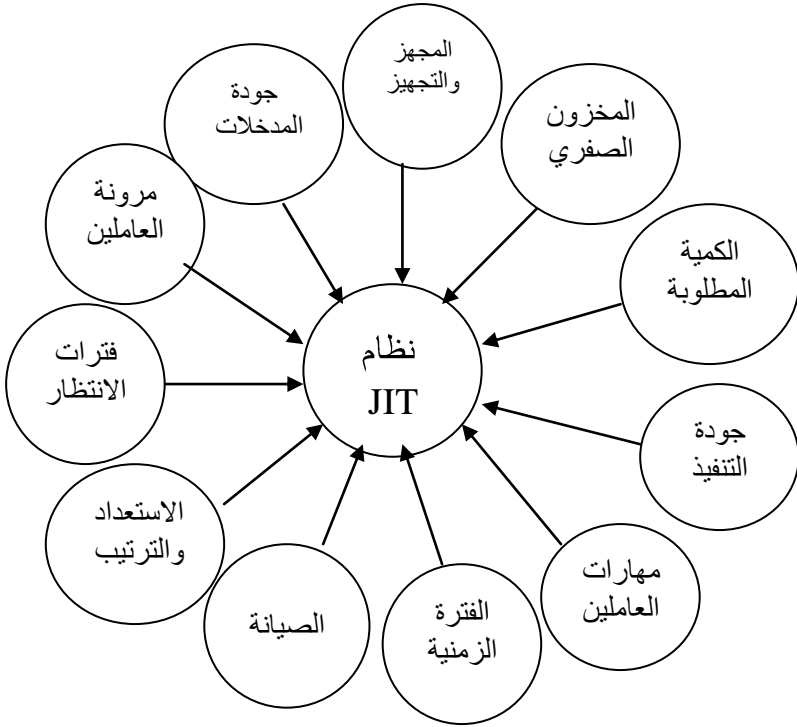 المجهز
والتجهيز
المخزون
الصفري
الكمية
المطلوبة
جودة
التنفيذ
مهارات
العاملين
الفترة
الزمنية
الصيانة
الاستعداد
والترتيب
فترات
الانتظار
مرونة
العاملين
جودة
المدخلات
نظام
JIT